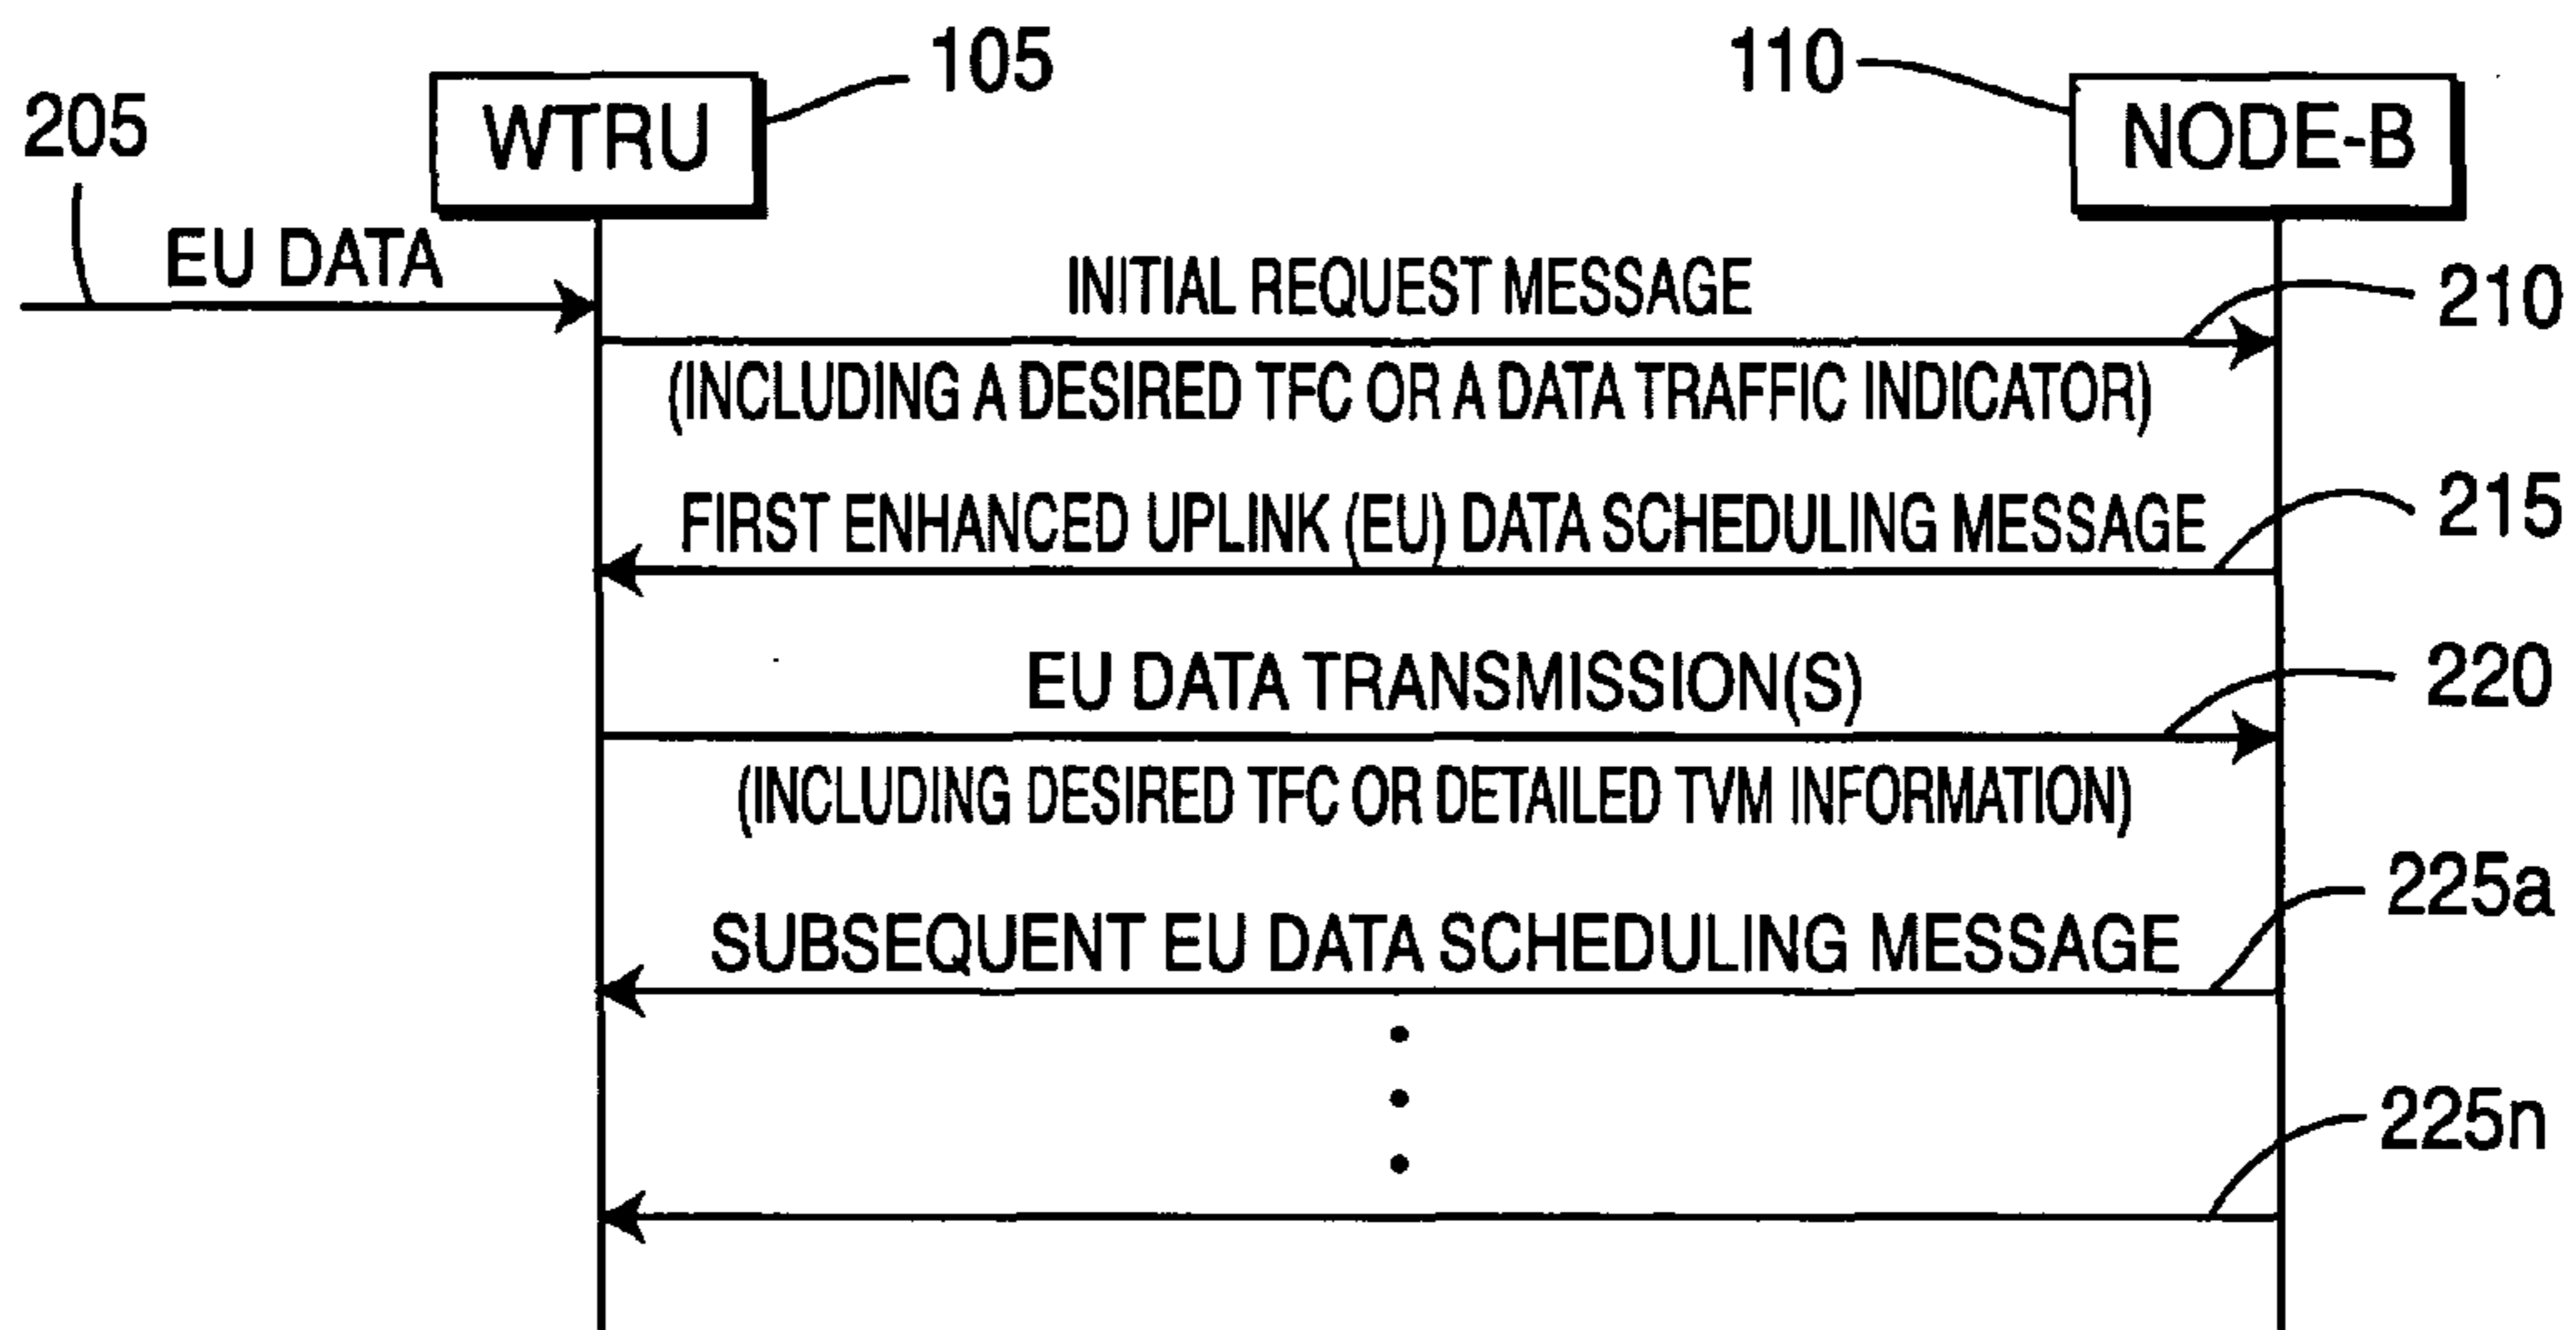 105
110
205
WTRU
NODE-B
EU DATA
INITIAL REQUEST MESSAGE
210
(INCLUDING A DESIRED TFC OR A DATA TRAFFIC INDICATOR)
FIRST ENHANCED UPLINK (EU) DATA SCHEDULING MESSAGE
215
EU DATA TRANSMISSION(S)
220
(INCLUDING DESIRED TFC OR DETAILED TVM INFORMATION)
225a
SUBSEQUENT EU DATA SCHEDULING MESSAGE
225n